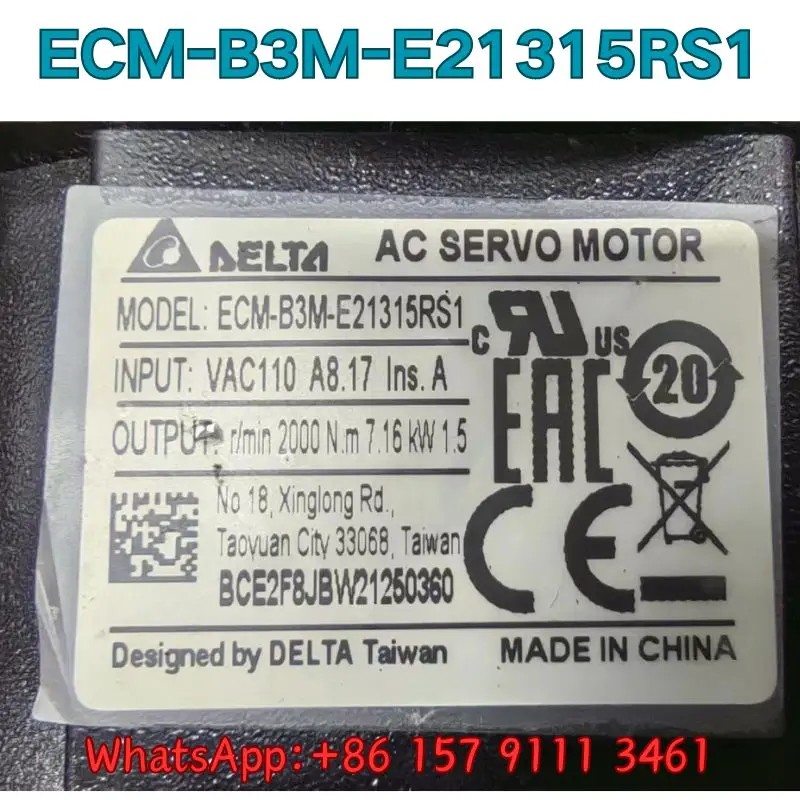 ECM-B3M-E21315RS1
DELTA AC SERVO MOTOR
MODEL: ECM-B3M-E21315RS1
INPUT: VAC110 A8.17 Ins. A
OUTPUT: r/min 2000 N.m 7.16 kW 1.5
c RU US
EAC
20
CE
No 18, Xinglong Rd.,
Taoyuan City 33068, Taiwan
BCE2F8JBW21250360
Designed by DELTA Taiwan MADE IN CHINA
WhatsApp:+86 157 9111 3461